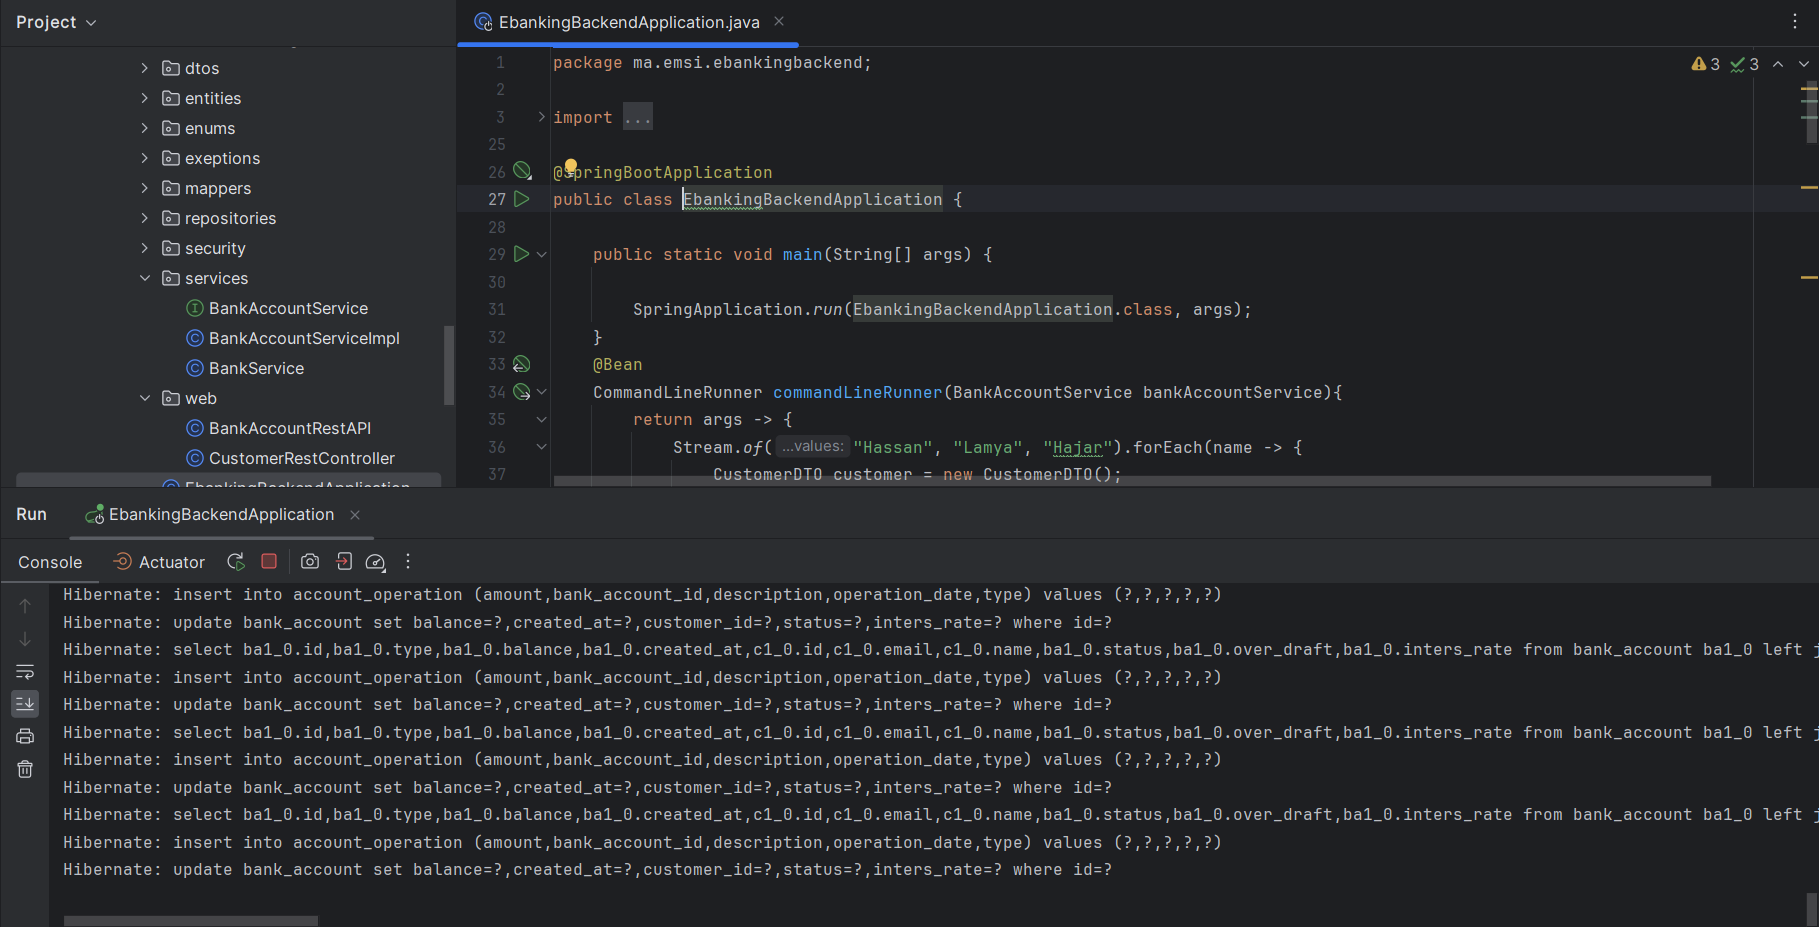 Project
EbankingBackendApplication.java
dtos
entities
enums
exeptions
mappers
repositories
security
services
BankAccountService
BankAccountServiceImpl
BankService
web
BankAccountRestAPI
CustomerRestController
EbankingBackendApplication
3 3
1 package ma.emsi.ebankingbackend;
2
3 import ...
25
26 @SpringBootApplication
27 public class EbankingBackendApplication {
28
29 public static void main(String[] args) {
30
31 SpringApplication.run(EbankingBackendApplication.class, args);
32 }
33 @Bean
34 CommandLineRunner commandLineRunner(BankAccountService bankAccountService){
35 return args -> {
36 Stream.of( ...values: "Hassan", "Lamya", "Hajar").forEach(name -> {
37 CustomerDTO customer = new CustomerDTO();
Run EbankingBackendApplication
Console Actuator
Hibernate: insert into account_operation (amount,bank_account_id,description,operation_date,type) values (?,?,?,?,?)
Hibernate: update bank_account set balance=?,created_at=?,customer_id=?,status=?,inters_rate=? where id=?
Hibernate: select ba1_0.id,ba1_0.type,ba1_0.balance,ba1_0.created_at,c1_0.id,c1_0.email,c1_0.name,ba1_0.status,ba1_0.over_draft,ba1_0.inters_rate from bank_account ba1_0 left j
Hibernate: insert into account_operation (amount,bank_account_id,description,operation_date,type) values (?,?,?,?,?)
Hibernate: update bank_account set balance=?,created_at=?,customer_id=?,status=?,inters_rate=? where id=?
Hibernate: select ba1_0.id,ba1_0.type,ba1_0.balance,ba1_0.created_at,c1_0.id,c1_0.email,c1_0.name,ba1_0.status,ba1_0.over_draft,ba1_0.inters_rate from bank_account ba1_0 left j
Hibernate: insert into account_operation (amount,bank_account_id,description,operation_date,type) values (?,?,?,?,?)
Hibernate: update bank_account set balance=?,created_at=?,customer_id=?,status=?,inters_rate=? where id=?
Hibernate: select ba1_0.id,ba1_0.type,ba1_0.balance,ba1_0.created_at,c1_0.id,c1_0.email,c1_0.name,ba1_0.status,ba1_0.over_draft,ba1_0.inters_rate from bank_account ba1_0 left j
Hibernate: insert into account_operation (amount,bank_account_id,description,operation_date,type) values (?,?,?,?,?)
Hibernate: update bank_account set balance=?,created_at=?,customer_id=?,status=?,inters_rate=? where id=?